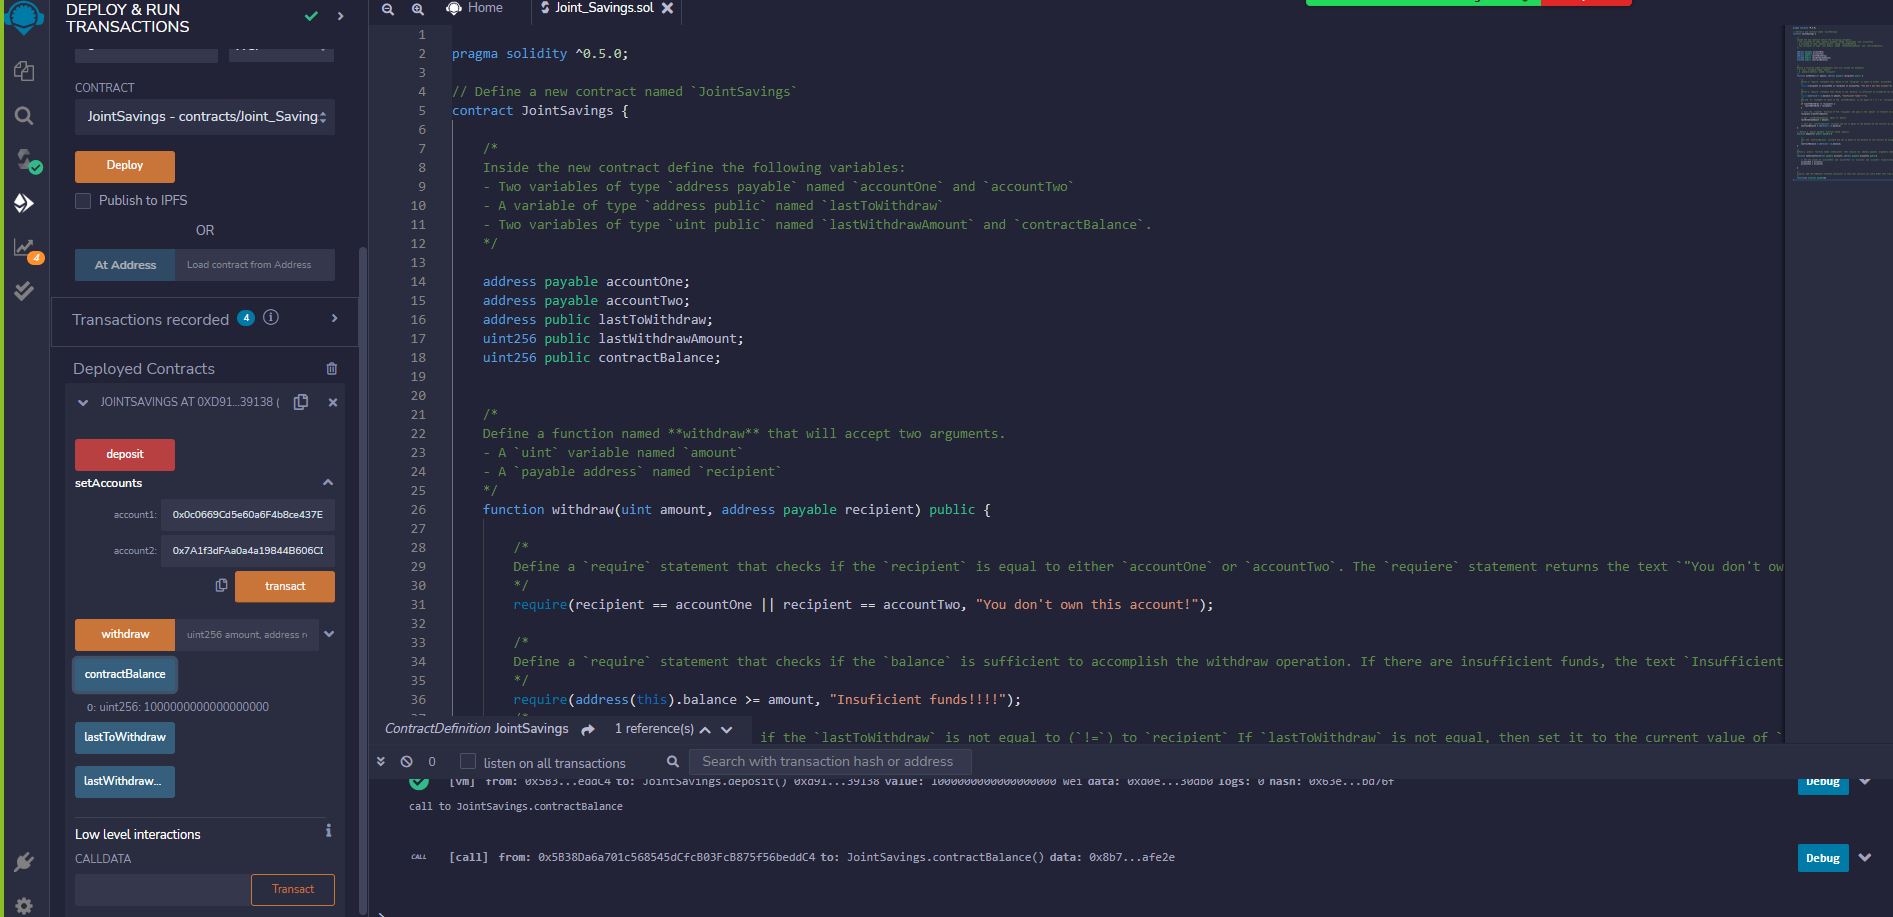 DEPLOY & RUN
TRANSACTIONS
CONTRACT
JointSavings - contracts/Joint_Saving
Deploy
Publish to IPFS
OR
At Address
Load contract from Address
Transactions recorded 4
Deployed Contracts
JOINTSAVINGS AT 0XD91...39138 (
deposit
setAccounts
account1: 0x0c0669Cd5e60a6F4b8ce437E
account2: 0x7A1f3dFAa0a4a19844B606CI
transact
withdraw
uint256 amount, address r
contractBalance
0: uint256: 1000000000000000000
lastToWithdraw
lastWithdraw...
Low level interactions
CALLDATA
Transact
4
Home
Joint_Savings.sol
1
2 pragma solidity ^0.5.0;
3
4 // Define a new contract named `JointSavings`
5 contract JointSavings {
6
7 /*
8 Inside the new contract define the following variables:
9 - Two variables of type `address payable` named `accountOne` and `accountTwo`
10 - A variable of type `address public` named `lastToWithdraw`
11 - Two variables of type `uint public` named `lastWithdrawAmount` and `contractBalance`.
12 */
13
14 address payable accountOne;
15 address payable accountTwo;
16 address public lastToWithdraw;
17 uint256 public lastWithdrawAmount;
18 uint256 public contractBalance;
19
20
21 /*
22 Define a function named **withdraw** that will accept two arguments.
23 - A `uint` variable named `amount`
24 - A `payable address` named `recipient`
25 */
26 function withdraw(uint amount, address payable recipient) public {
27
28 /*
29 Define a `require` statement that checks if the `recipient` is equal to either `accountOne` or `accountTwo`. The `requiere` statement returns the text `"You don't ow
30 */
31 require(recipient == accountOne || recipient == accountTwo, "You don't own this account!");
32
33 /*
34 Define a `require` statement that checks if the `balance` is sufficient to accomplish the withdraw operation. If there are insufficient funds, the text `Insufficient
35 */
36 require(address(this).balance >= amount, "Insuficient funds!!!!");
37 /*
ContractDefinition JointSavings 1 reference(s)
if the `lastToWithdraw` is not equal to (`!=`) to `recipient` If `lastToWithdraw` is not equal, then set it to the current value of `
0 listen on all transactions
Search with transaction hash or address
[vm] from: 0x5B3...eddC4 to: JointSavings.deposit() 0xd91...39138 value: 1000000000000000000 wei data: 0xd0e...30db0 logs: 0 hash: 0x63e...bd76f
Debug
call to JointSavings.contractBalance
CALL [call] from: 0x5B38Da6a701c568545dCfcB03FcB875f56beddC4 to: JointSavings.contractBalance() data: 0x8b7...afe2e
Debug